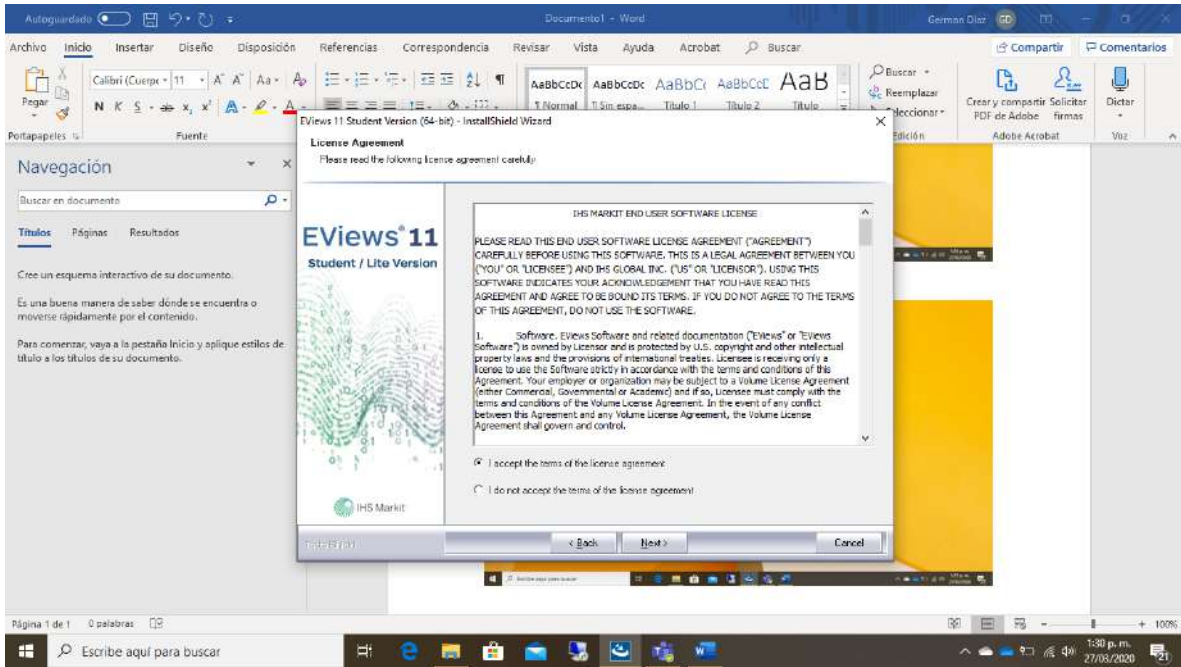 Autoguardado
Documento1 - Word
German Diaz
GD
Archivo Inicio Insertar Diseño Disposición Referencias Correspondencia Revisar Vista Ayuda Acrobat Buscar
Compartir Comentarios
Pegar
Calibri (Cuerpo 11
N K S
AaBbCcDc AaBbCcDc AaBbCc AaBbCcE AaB
1 Normal 1 Sin espa... Título 1 Título 2 Título
Buscar
Reemplazar
Seleccionar
Crear y compartir PDF de Adobe
Solicitar firmas
Dictar
Portapapeles Fuente Edición Adobe Acrobat Voz
Navegación
Buscar en documento
Títulos Páginas Resultados
Cree un esquema interactivo de su documento.
Es una buena manera de saber dónde se encuentra o
moverse rápidamente por el contenido.
Para comenzar, vaya a la pestaña Inicio y aplique estilos de
título a los títulos de su documento.
EViews 11 Student Version (64-bit) - InstallShield Wizard
License Agreement
Please read the following license agreement carefully
EViews 11
Student / Lite Version
IHS Markit
IHS MARKIT END USER SOFTWARE LICENSE
PLEASE READ THIS END USER SOFTWARE LICENSE AGREEMENT ("AGREEMENT")
CAREFULLY BEFORE USING THIS SOFTWARE. THIS IS A LEGAL AGREEMENT BETWEEN YOU
("YOU" OR "LICENSEE") AND IHS GLOBAL INC. ("US" OR "LICENSOR"). USING THIS
SOFTWARE INDICATES YOUR ACKNOWLEDGEMENT THAT YOU HAVE READ THIS
AGREEMENT AND AGREE TO BE BOUND ITS TERMS. IF YOU DO NOT AGREE TO THE TERMS
OF THIS AGREEMENT, DO NOT USE THE SOFTWARE.
1. Software. EViews Software and related documentation ("EViews" or "EViews
Software") is owned by Licensor and is protected by U.S. copyright and other intellectual
property laws and the provisions of international treaties. Licensee is receiving only a
license to use the Software strictly in accordance with the terms and conditions of this
Agreement. Your employer or organization may be subject to a Volume License Agreement
(either Commercial, Governmental or Academic) and if so, Licensee must comply with the
terms and conditions of the Volume License Agreement. In the event of any conflict
between this Agreement and any Volume License Agreement, the Volume License
Agreement shall govern and control.
I accept the terms of the license agreement
I do not accept the terms of the license agreement
InstallShield
< Back Next > Cancel
Escribe aquí para buscar
Página 1 de 1 0 palabras
100%
Escribe aquí para buscar
1:30 p. m.
27/03/2020
21